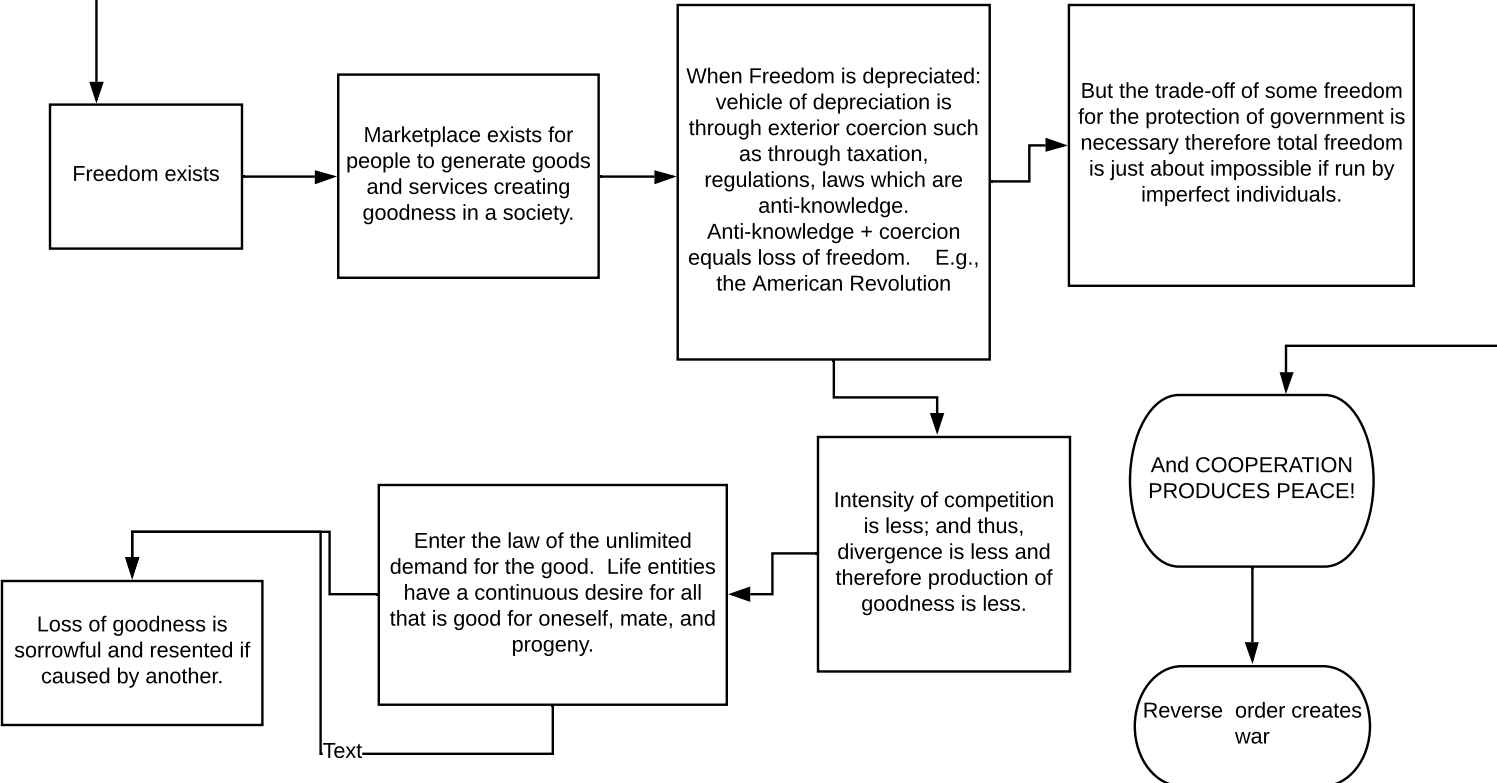 Freedom exists
Marketplace exists for
people to generate goods
and services creating
goodness in a society.
When Freedom is depreciated:
vehicle of depreciation is
through exterior coercion such
as through taxation,
regulations, laws which are
anti-knowledge.
Anti-knowledge + coercion
equals loss of freedom.    E.g.,
the American Revolution
But the trade-off of some freedom
for the protection of government is
necessary therefore total freedom
is just about impossible if run by
imperfect individuals.
And COOPERATION
PRODUCES PEACE!
Intensity of competition
is less; and thus,
divergence is less and
therefore production of
goodness is less.
Enter the law of the unlimited
demand for the good.  Life entities
have a continuous desire for all
that is good for oneself, mate, and
progeny.
Loss of goodness is
sorrowful and resented if
caused by another.
Reverse  order creates
war
Text